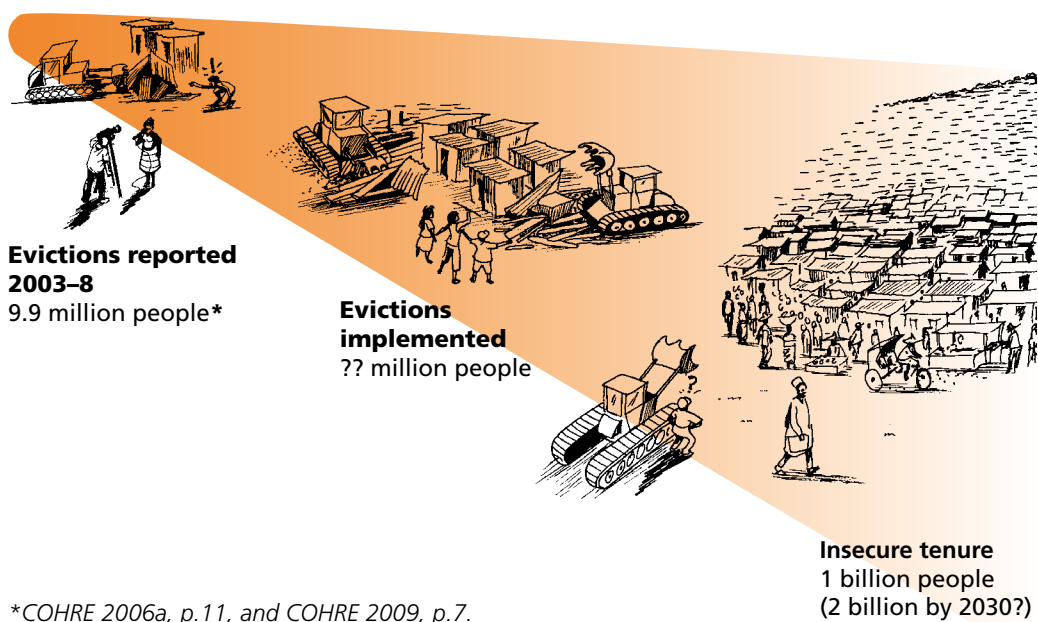 Evictions reported
2003–8
9.9 million people*
Evictions
implemented
?? million people
!
?
Insecure tenure
1 billion people
(2 billion by 2030?)
*COHRE 2006a, p.11, and COHRE 2009, p.7.